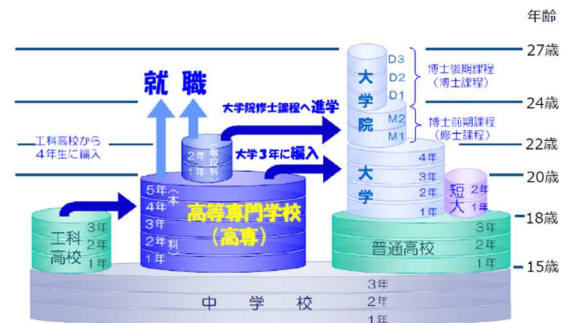 年齢
27歳
24歳
22歳
20歳
18歳
15歳
就職
大学院修士課程へ進学
大学3年に編入
工科高校から
4年生に編入
D3
D2
D1
M2
M1
大学院
博士後期課程
(博士課程)
博士前期課程
(修士課程)
2年
1年
(専攻科)
5年
4年
3年
2年
1年
(本科)
高等専門学校
(高専)
4年
3年
2年
1年
大学
短大
2年
1年
工科
高校
3年
2年
1年
普通高校
3年
2年
1年
中学校
3年
2年
1年